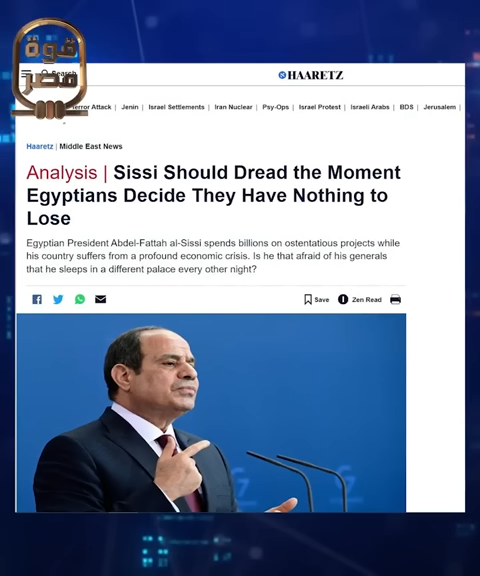 قوة
مصر
Search
HAARETZ
error Attack | Jenin | Israel Settlements | Iran Nuclear | Psy-Ops | Israel Protest | Israeli Arabs | BDS | Jerusalem |
Haaretz | Middle East News
Analysis | Sissi Should Dread the Moment
Egyptians Decide They Have Nothing to
Lose
Egyptian President Abdel-Fattah al-Sissi spends billions on ostentatious projects while
his country suffers from a profound economic crisis. Is he that afraid of his generals
that he sleeps in a different palace every other night?
Save Zen Read